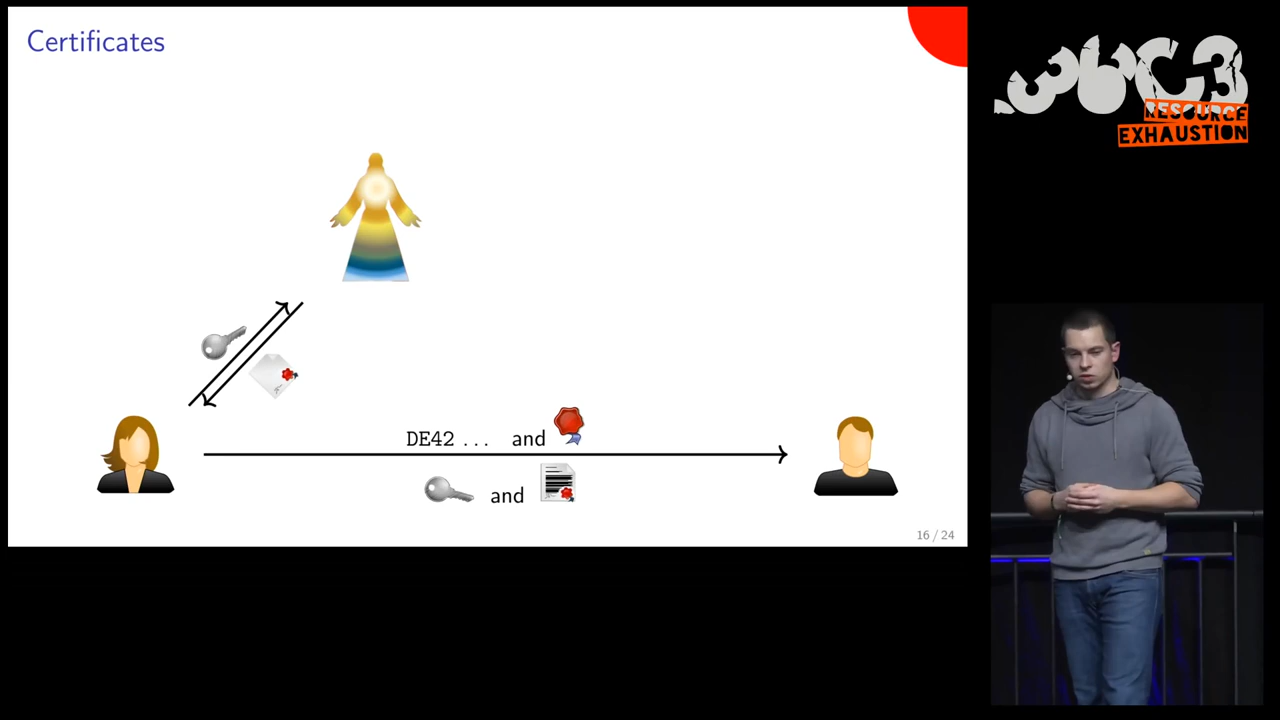 Certificates
36C3
RESOURCE
EXHAUSTION
DE42 ... and
and
16 / 24